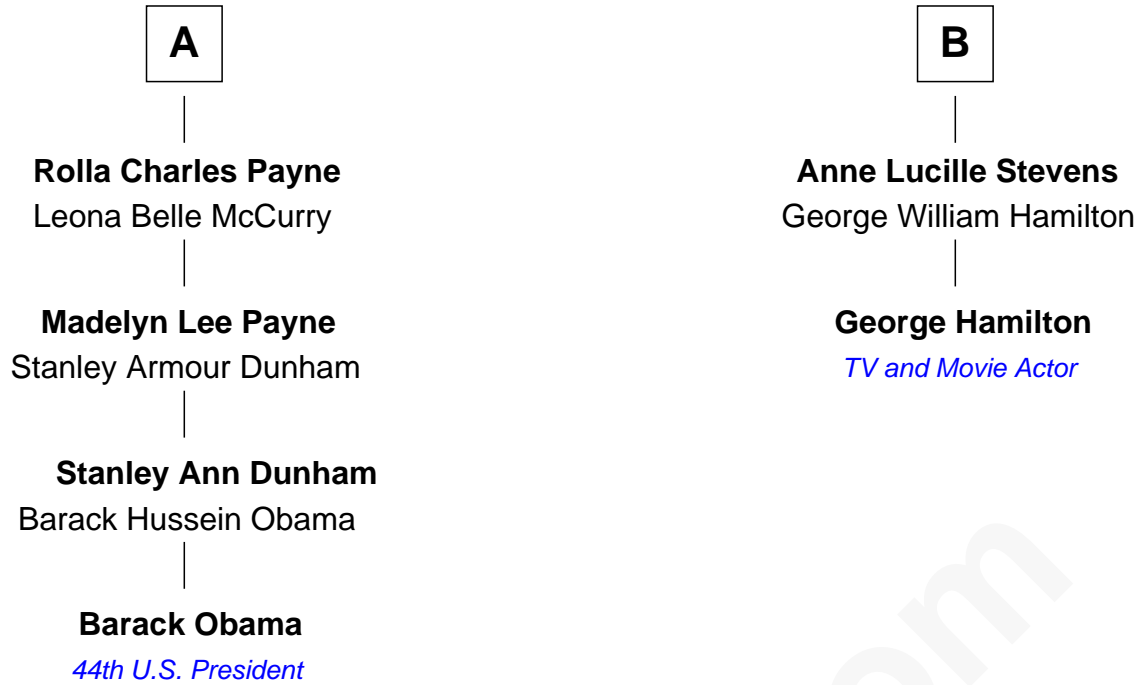 A
Rolla Charles Payne
Leona Belle McCurry
Madelyn Lee Payne
Stanley Armour Dunham
Stanley Ann Dunham
Barack Hussein Obama
Barack Obama
44th U.S. President
B
Anne Lucille Stevens
George William Hamilton
George Hamilton
TV and Movie Actor
om